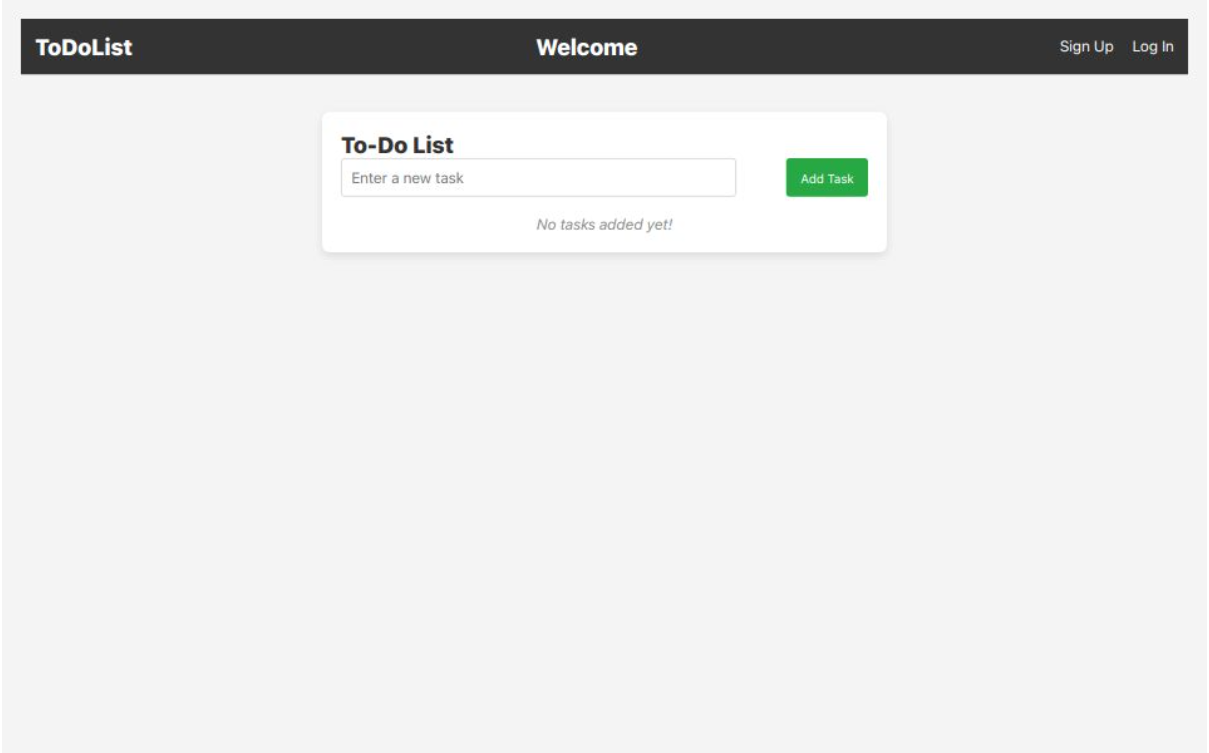 ToDoList Welcome Sign Up Log In
To-Do List
Enter a new task Add Task
No tasks added yet!